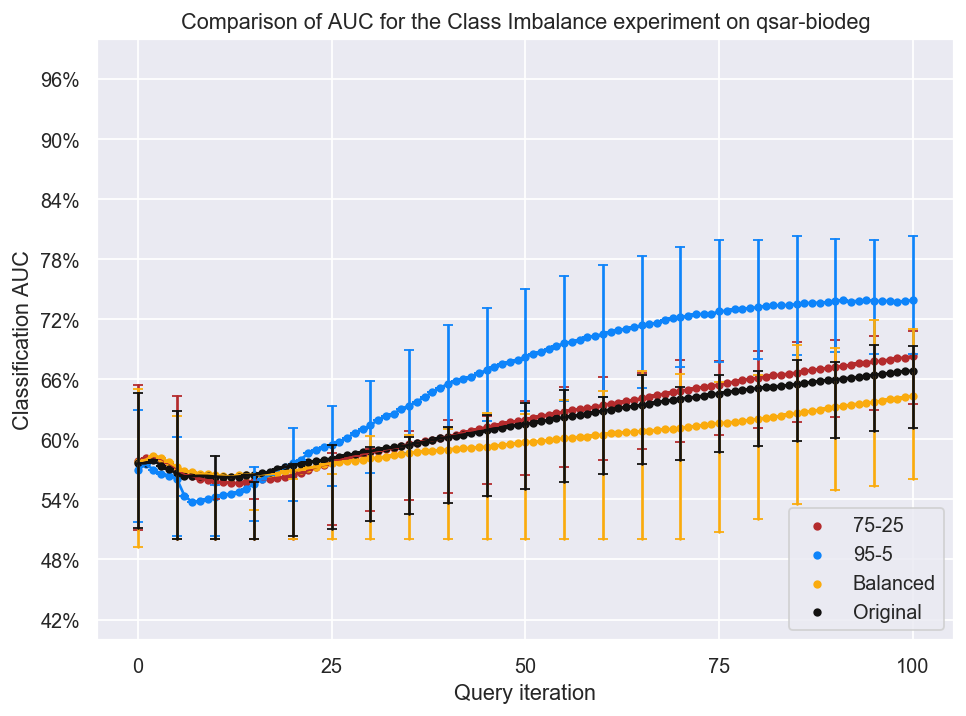 Comparison of AUC for the Class Imbalance experiment on qsar-biodeg
Classification AUC
96%
90%
84%
78%
72%
66%
60%
54%
48%
42%
75-25
95-5
Balanced
Original
0 25 50 75 100
Query iteration